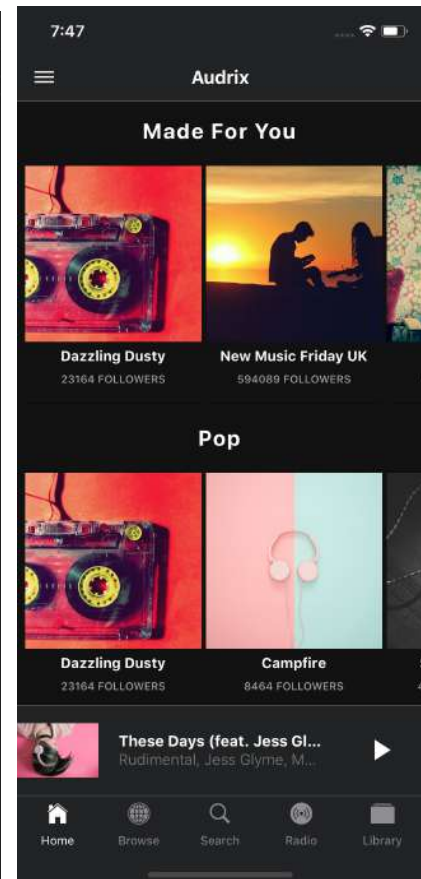 7:47
Audrix
Made For You
Dazzling Dusty
New Music Friday UK
23164 FOLLOWERS
594089 FOLLOWERS
Pop
Dazzling Dusty
Campfire
23164 FOLLOWERS
8464 FOLLOWERS
These Days (feat. Jess Gl...
Rudimental, Jess Glyme, M...
Home
Browse
Search
Radio
Library